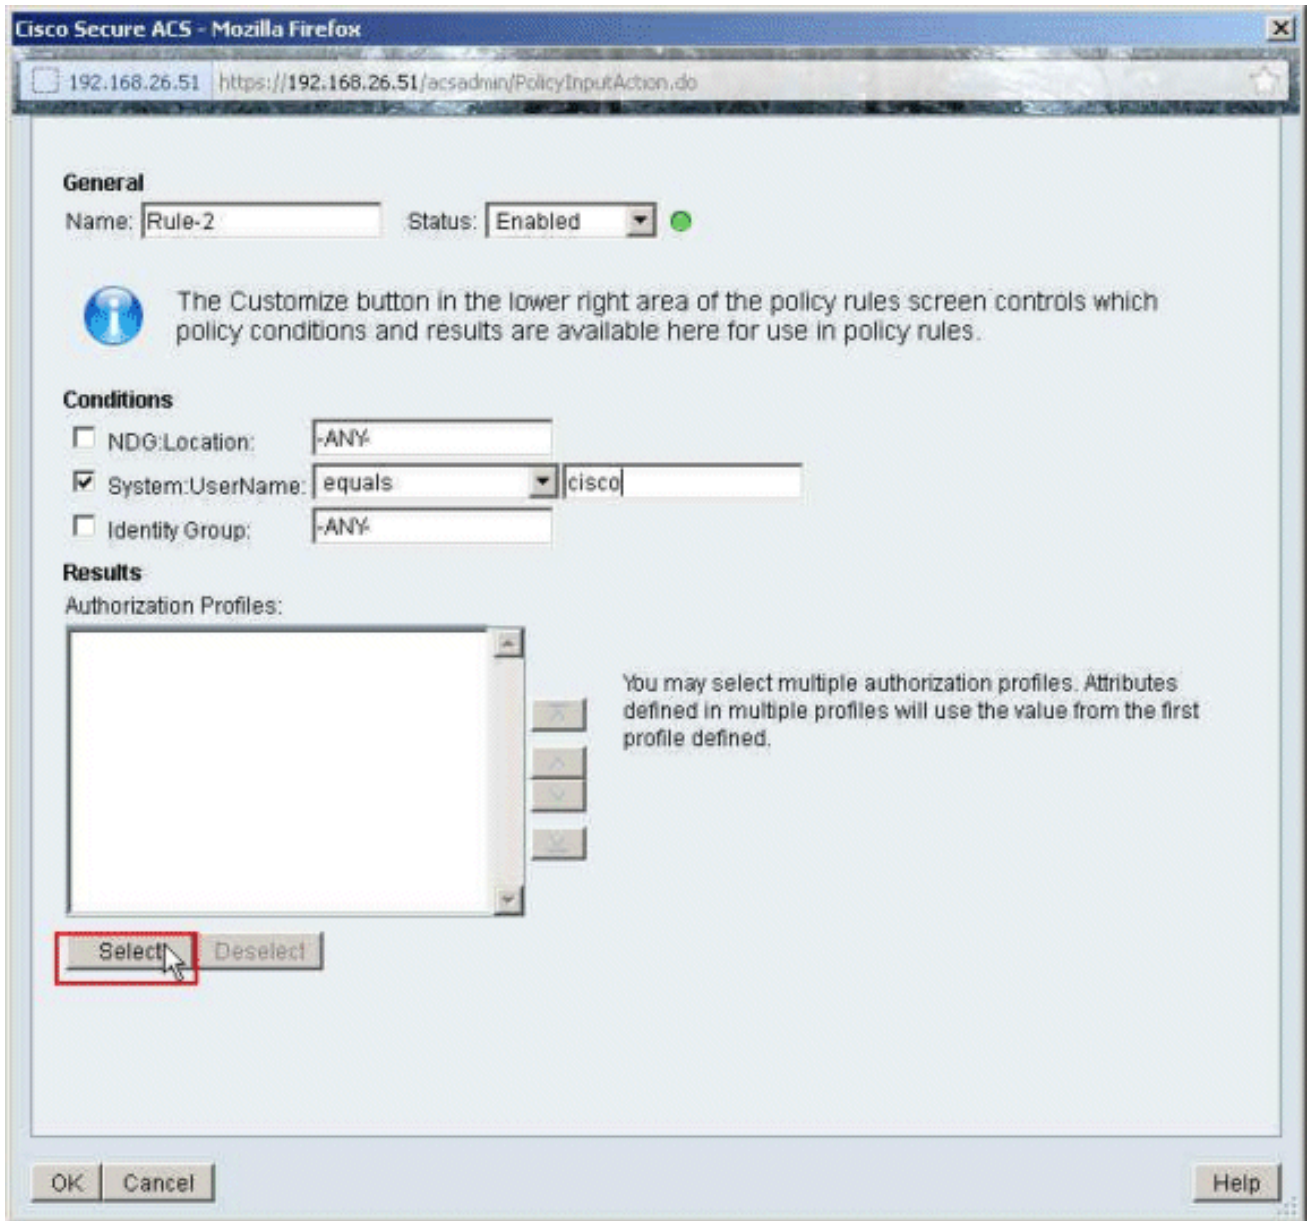 Cisco Secure ACS - Mozilla Firefox
192.168.26.51 https://192.168.26.51/acsadmin/PolicyInputAction.do
General
Name: Rule-2 Status: Enabled
The Customize button in the lower right area of the policy rules screen controls which
policy conditions and results are available here for use in policy rules.
Conditions
NDG:Location: -ANY-
System:UserName: equals cisco
Identity Group: -ANY-
Results
Authorization Profiles:
You may select multiple authorization profiles. Attributes
defined in multiple profiles will use the value from the first
profile defined.
Select Deselect
OK Cancel Help